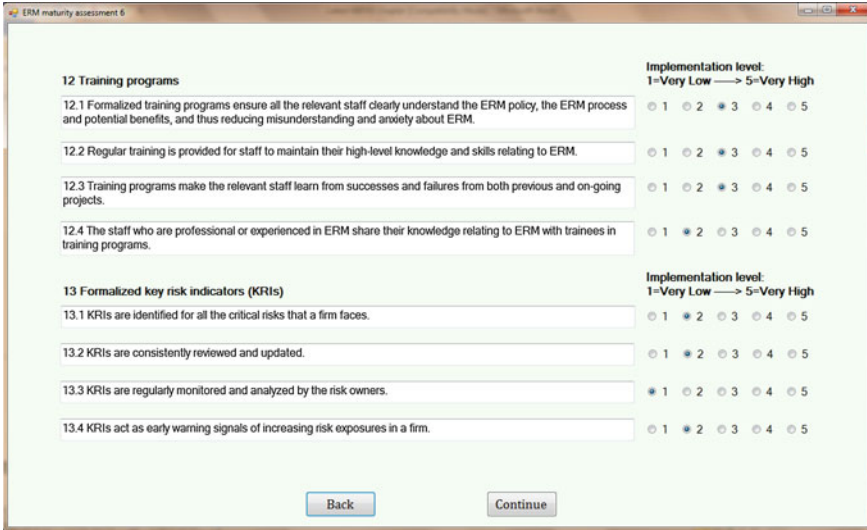 ERM maturity assessment 6
Implementation level:
12 Training programs 1=Very Low ----> 5=Very High
12.1 Formalized training programs ensure all the relevant staff clearly understand the ERM policy, the ERM process 1 2 3 4 5
and potential benefits, and thus reducing misunderstanding and anxiety about ERM.
12.2 Regular training is provided for staff to maintain their high-level knowledge and skills relating to ERM. 1 2 3 4 5
12.3 Training programs make the relevant staff learn from successes and failures from both previous and on-going 1 2 3 4 5
projects.
12.4 The staff who are professional or experienced in ERM share their knowledge relating to ERM with trainees in 1 2 3 4 5
training programs.
Implementation level:
13 Formalized key risk indicators (KRIs) 1=Very Low ----> 5=Very High
13.1 KRIs are identified for all the critical risks that a firm faces. 1 2 3 4 5
13.2 KRIs are consistently reviewed and updated. 1 2 3 4 5
13.3 KRIs are regularly monitored and analyzed by the risk owners. 1 2 3 4 5
13.4 KRIs act as early warning signals of increasing risk exposures in a firm. 1 2 3 4 5
Back Continue